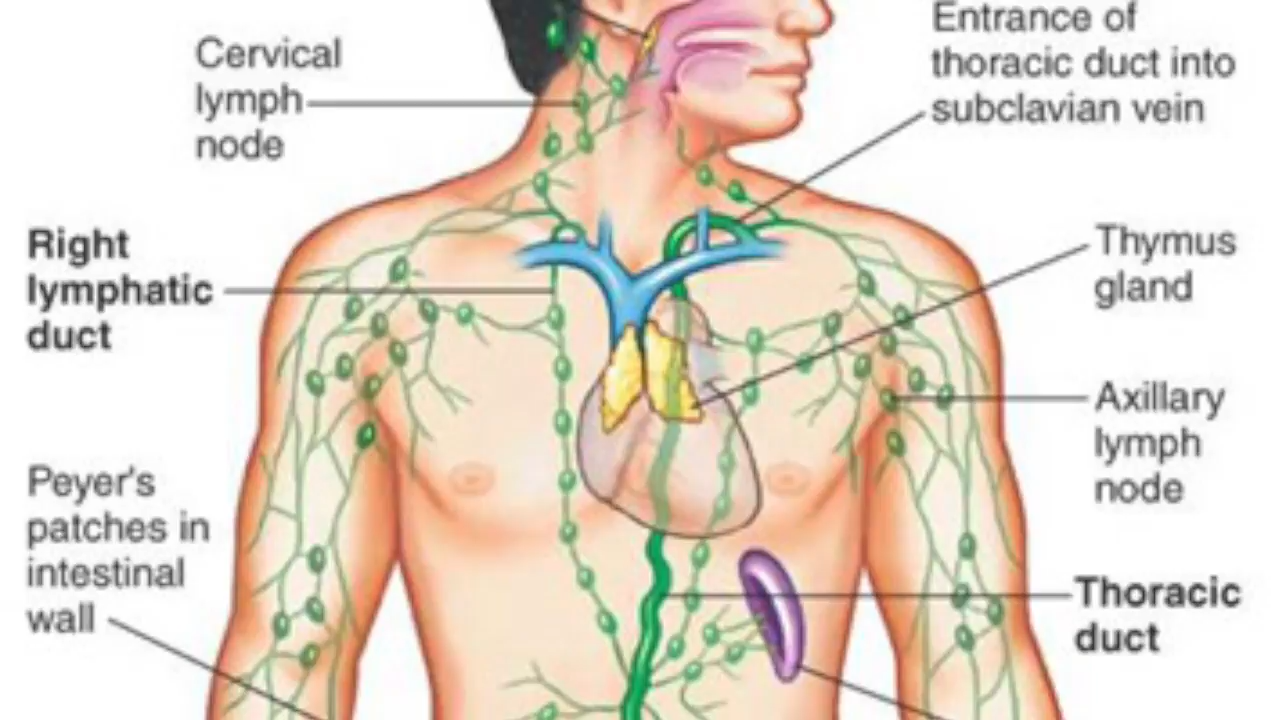 Cervical
lymph
node
Right
lymphatic
duct
Peyer's
patches in
intestinal
wall
Entrance of
thoracic duct into
subclavian vein
Thymus
gland
Axillary
lymph
node
Thoracic
duct